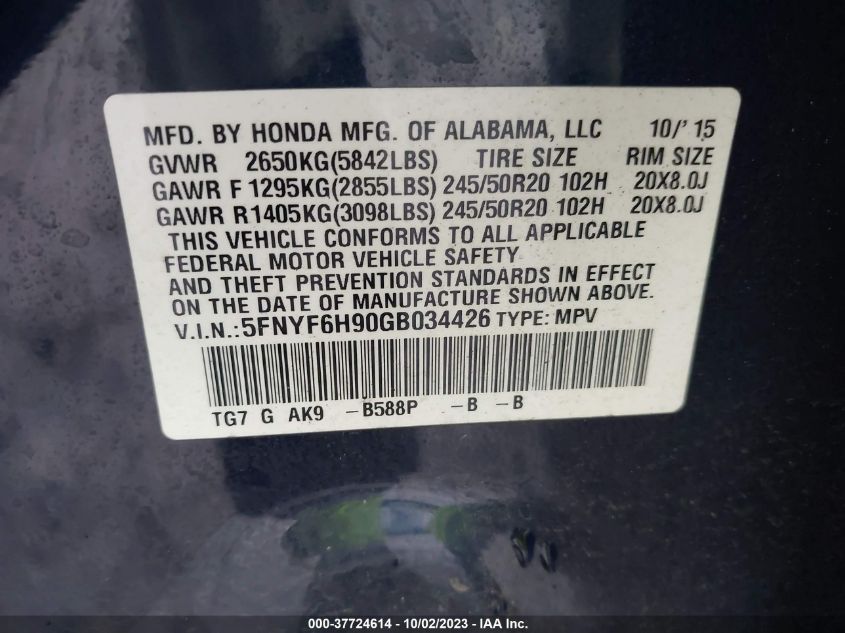 MFD. BY HONDA MFG. OF ALABAMA, LLC 10/'15
GVWR 2650KG(5842LBS) TIRE SIZE RIM SIZE
GAWR F 1295KG(2855LBS) 245/50R20 102H 20X8.0J
GAWR R1405KG(3098LBS) 245/50R20 102H 20X8.0J
THIS VEHICLE CONFORMS TO ALL APPLICABLE
FEDERAL MOTOR VEHICLE SAFETY
AND THEFT PREVENTION STANDARDS IN EFFECT
ON THE DATE OF MANUFACTURE SHOWN ABOVE.
V.I.N.:5FNYF6H90GB034426 TYPE: MPV
TG7 G AK9 -B588P -B -B
000-37724614 - 10/02/2023 - IAA Inc.